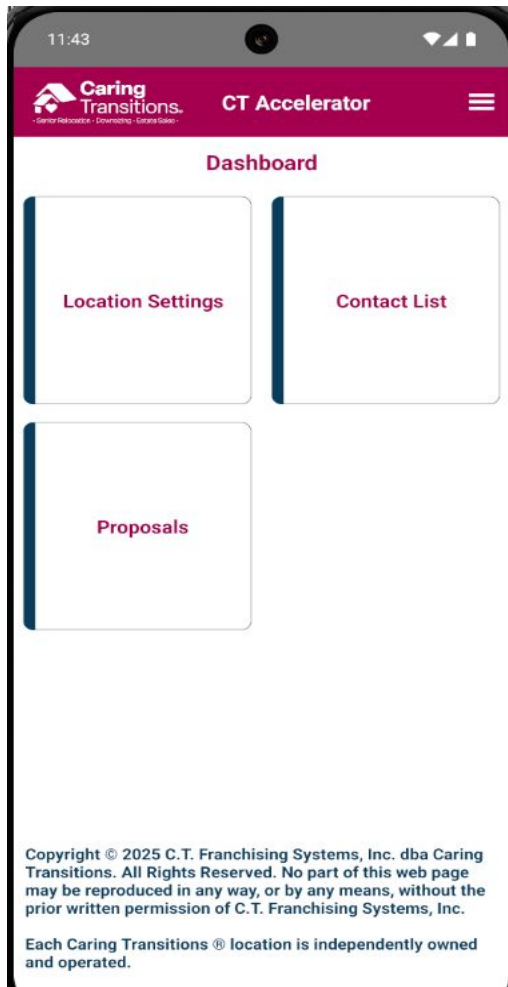 11:43
Caring
Transitions®
- Senior Relocation - Downsizing - Estate Sales -
CT Accelerator
Dashboard
Location Settings
Contact List
Proposals
Copyright © 2025 C.T. Franchising Systems, Inc. dba Caring
Transitions. All Rights Reserved. No part of this web page
may be reproduced in any way, or by any means, without the
prior written permission of C.T. Franchising Systems, Inc.
Each Caring Transitions ® location is independently owned
and operated.